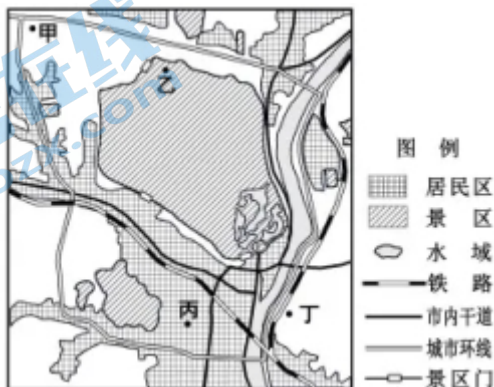 甲
乙
丙
丁
图 例
居民区
景 区
水 域
铁 路
市内干道
城市环线
景区门